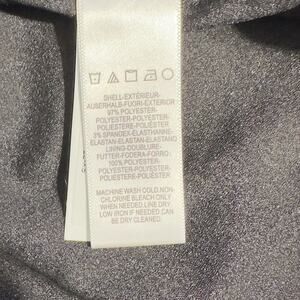 SHELL-EXTÉRIEUR-
AUSSERHALB-FUORI-EXTERIOR
97% POLYESTER-
POLYESTER-POLYESTER-
POLIESTERE-POLIÉSTER
3% SPANDEX-ÉLASTHANNE-
ELASTAN-ELASTAN-ELASTANO
LINING-DOUBLURE-
FUTTER-FODERA-FORRO
100% POLYESTER-
POLYESTER-POLYESTER-
POLIESTERE-POLIÉSTER
MACHINE WASH COLD.NON-
CHLORINE BLEACH ONLY
WHEN NEEDED.LINE DRY.
LOW IRON IF NEEDED.CAN
BE DRY CLEANED.